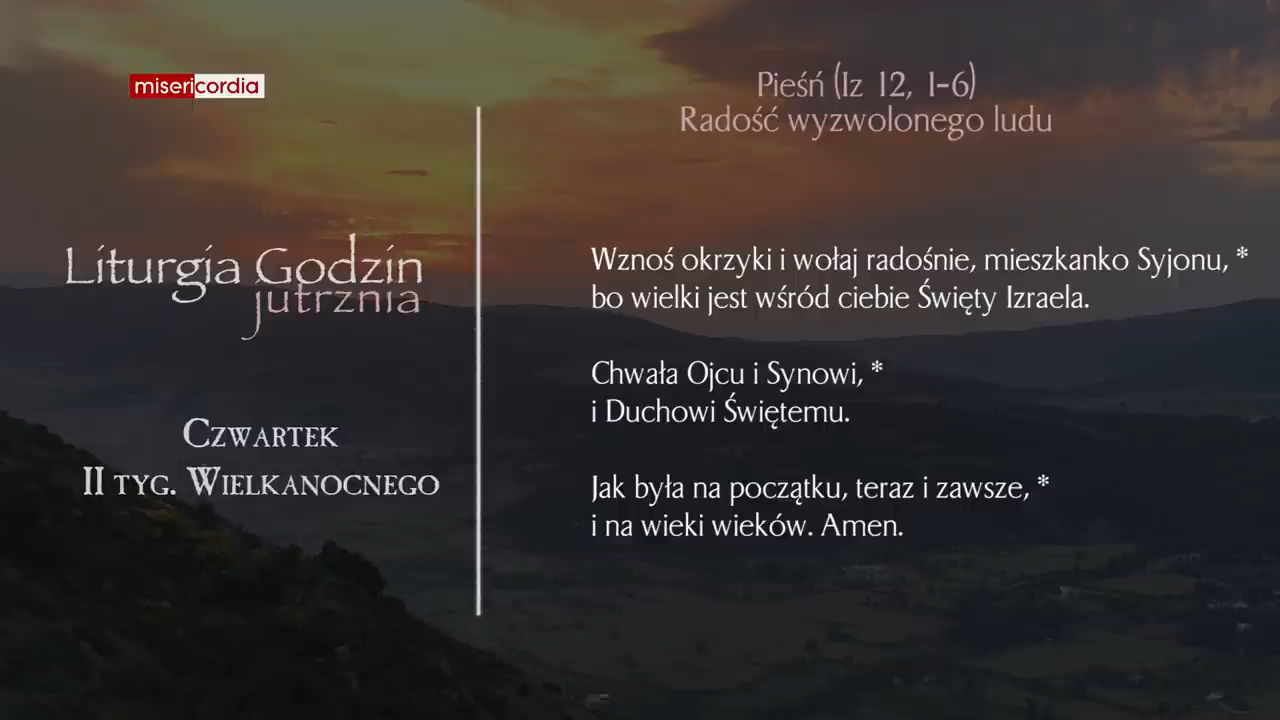 misericordia
Liturgia Godzin
jutrznia
Czwartek
II tyg. Wielkanocnego
Pieśń (Iz 12, 1-6)
Radość wyzwolonego ludu
Wznoś okrzyki i wołaj radośnie, mieszkanko Syjonu, *
bo wielki jest wśród ciebie Święty Izraela.
Chwała Ojcu i Synowi, *
i Duchowi Świętemu.
Jak była na początku, teraz i zawsze, *
i na wieki wieków. Amen.